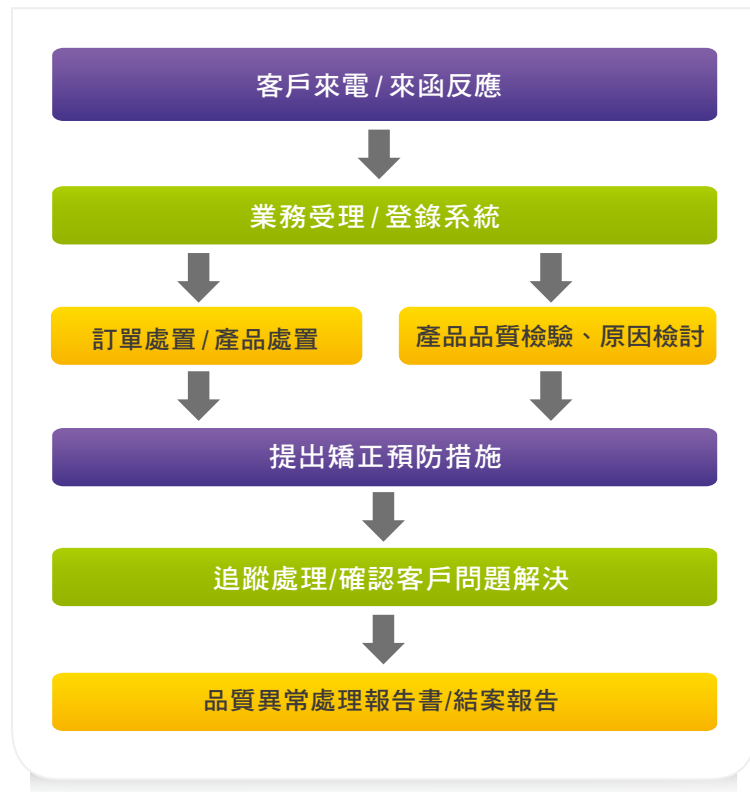 客戶來電/來函反應
業務受理/登錄系統
訂單處置/產品處置
產品品質檢驗、原因檢討
提出矯正預防措施
追蹤處理/確認客戶問題解決
品質異常處理報告書/結案報告